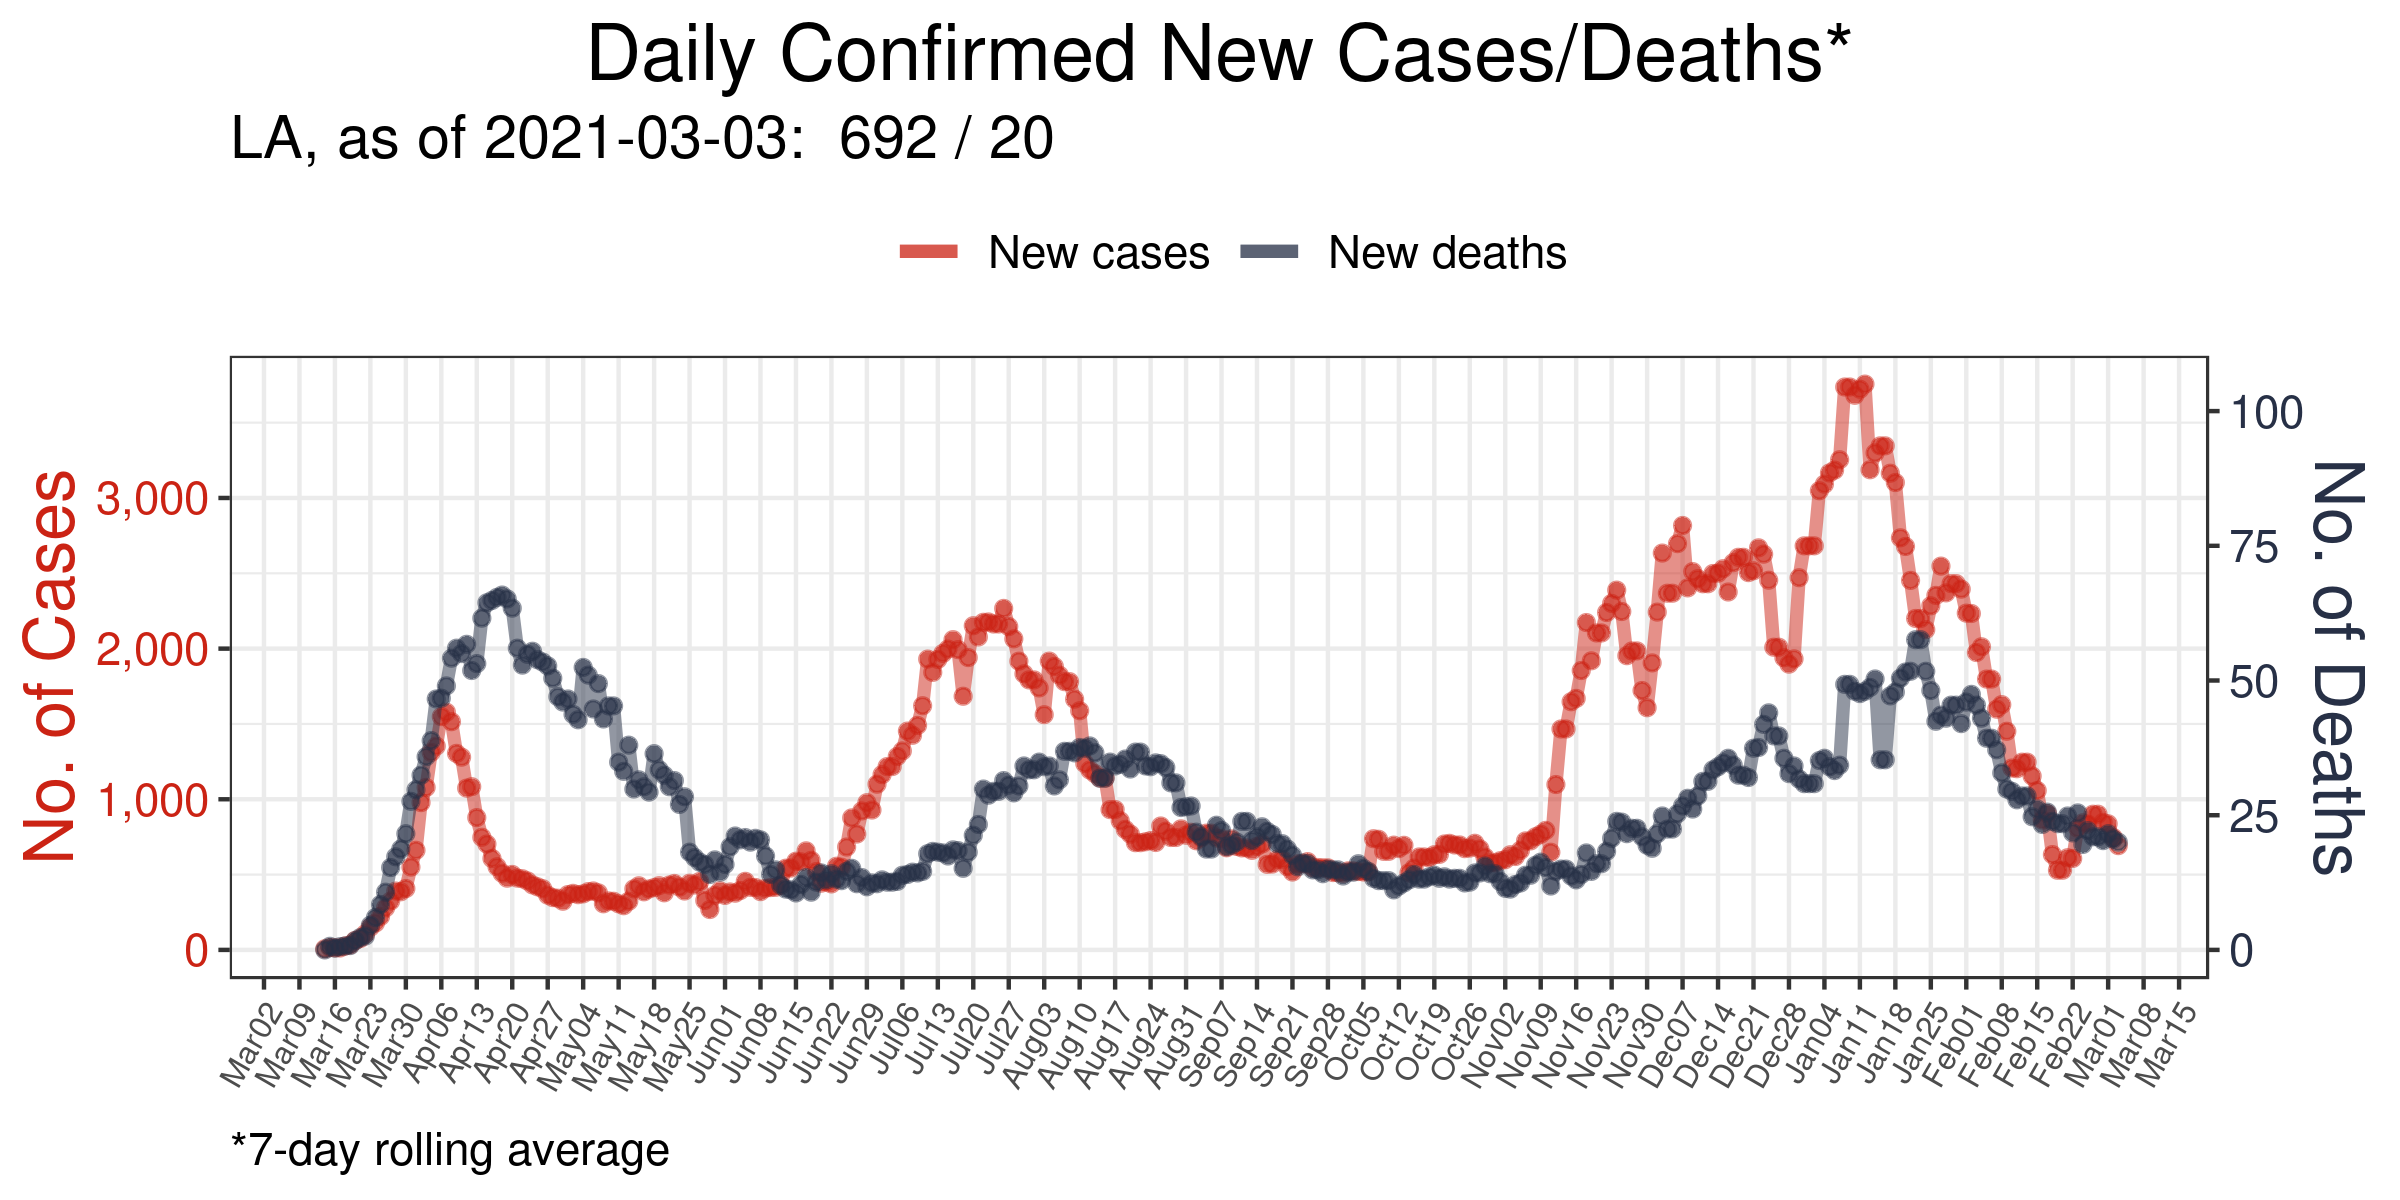 Daily Confirmed New Cases/Deaths*
LA, as of 2021-03-03:  692 / 20
New cases
New deaths
No. of Cases
3,000
2,000
1,000
0
100
75
50
25
0
No. of Deaths
Mar02
Mar09
Mar16
Mar23
Mar30
Apr06
Apr13
Apr20
Apr27
May04
May11
May18
May25
Jun01
Jun08
Jun15
Jun22
Jun29
Jul06
Jul13
Jul20
Jul27
Aug03
Aug10
Aug17
Aug24
Aug31
Sep07
Sep14
Sep21
Sep28
Oct05
Oct12
Oct19
Oct26
Nov02
Nov09
Nov16
Nov23
Nov30
Dec07
Dec14
Dec21
Dec28
Jan04
Jan11
Jan18
Jan25
Feb01
Feb08
Feb15
Feb22
Mar01
Mar08
Mar15
*7-day rolling average